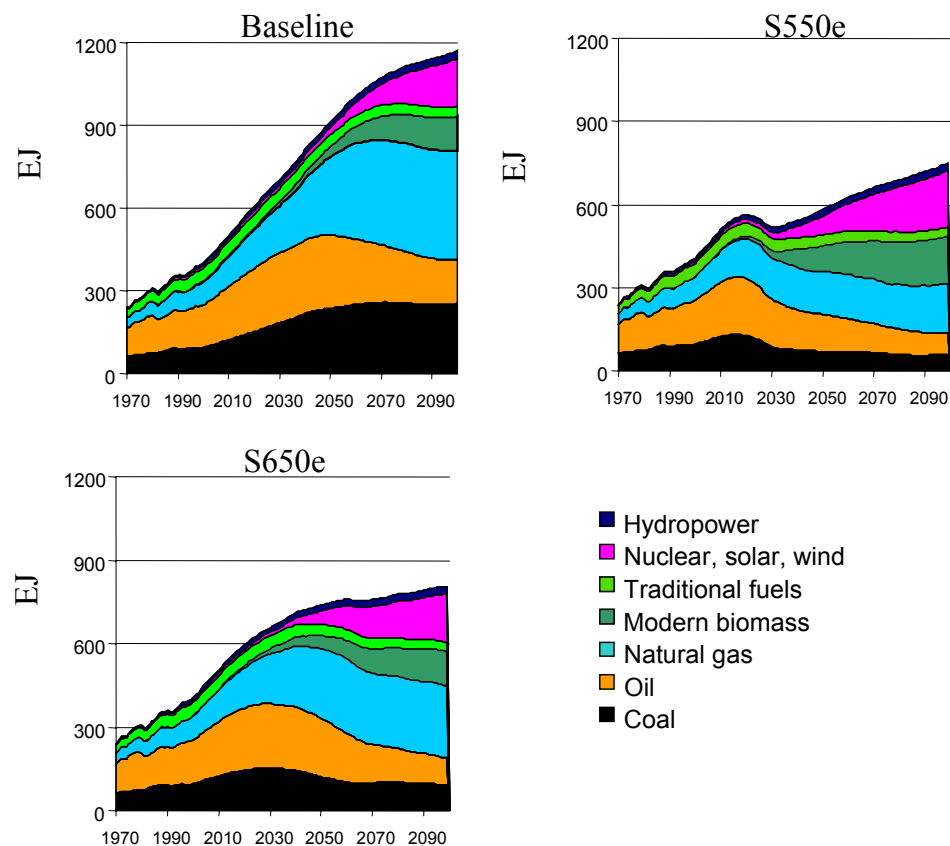 Baseline
EJ
1200
900
600
300
0
1970 1990 2010 2030 2050 2070 2090
S550e
EJ
1200
900
600
300
0
1970 1990 2010 2030 2050 2070 2090
S650e
EJ
1200
900
600
300
0
1970 1990 2010 2030 2050 2070 2090
Hydropower
Nuclear, solar, wind
Traditional fuels
Modern biomass
Natural gas
Oil
Coal